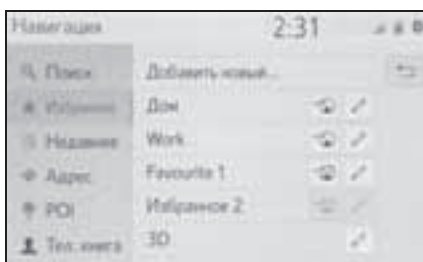 Навигация 2:31
Поиск
Избранное
Недавние
Адрес
POI
Тел. книга
Добавить новый...
Дом
Work
Favourite 1
Избранное 2
3D